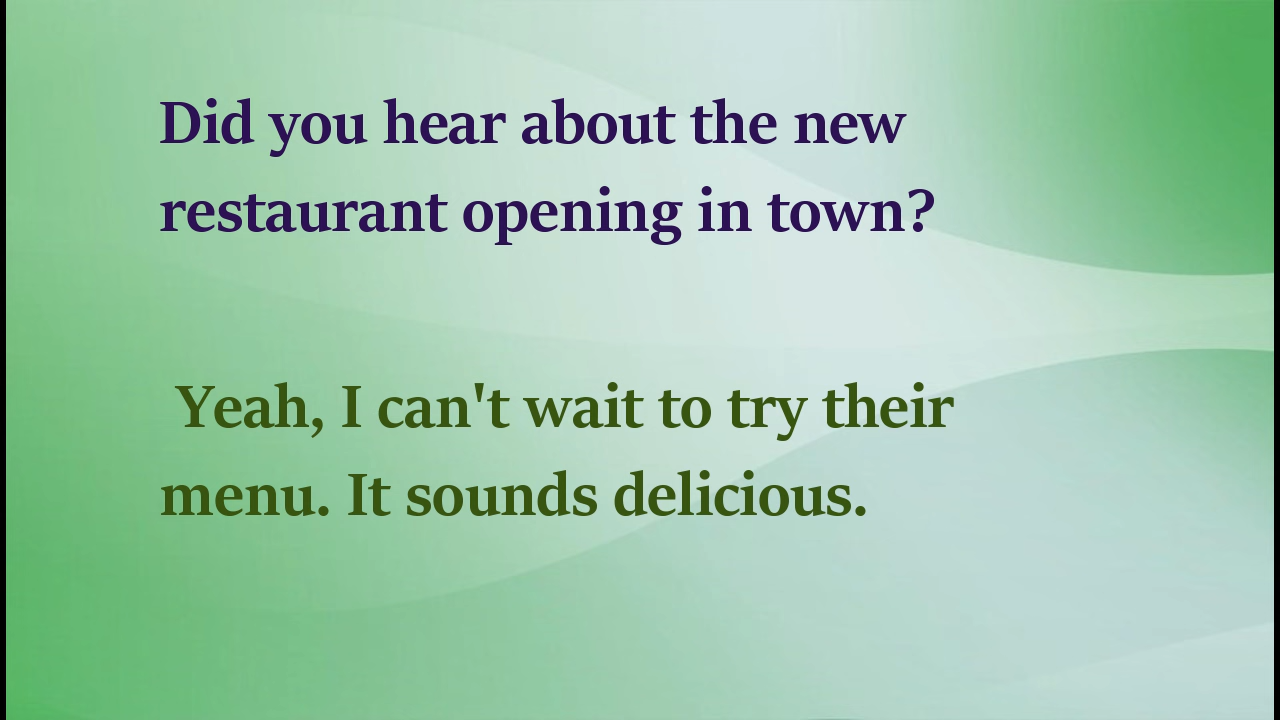 Did you hear about the new
restaurant opening in town?
Yeah, I can't wait to try their
menu. It sounds delicious.